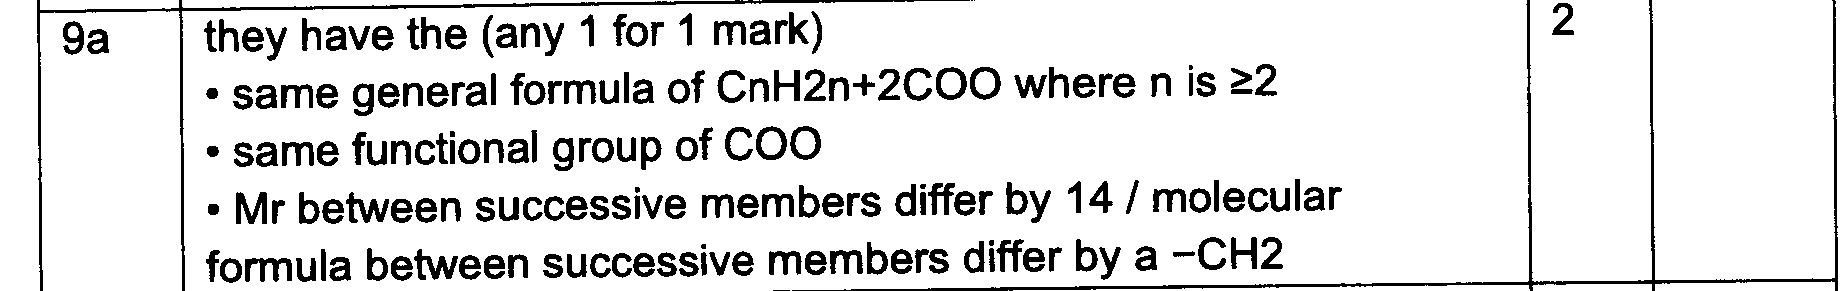 9a they have the (any 1 for 1 mark) 2
• same general formula of CnH2n+2COO where n is ≥2
• same functional group of COO
• Mr between successive members differ by 14 / molecular
formula between successive members differ by a −CH2